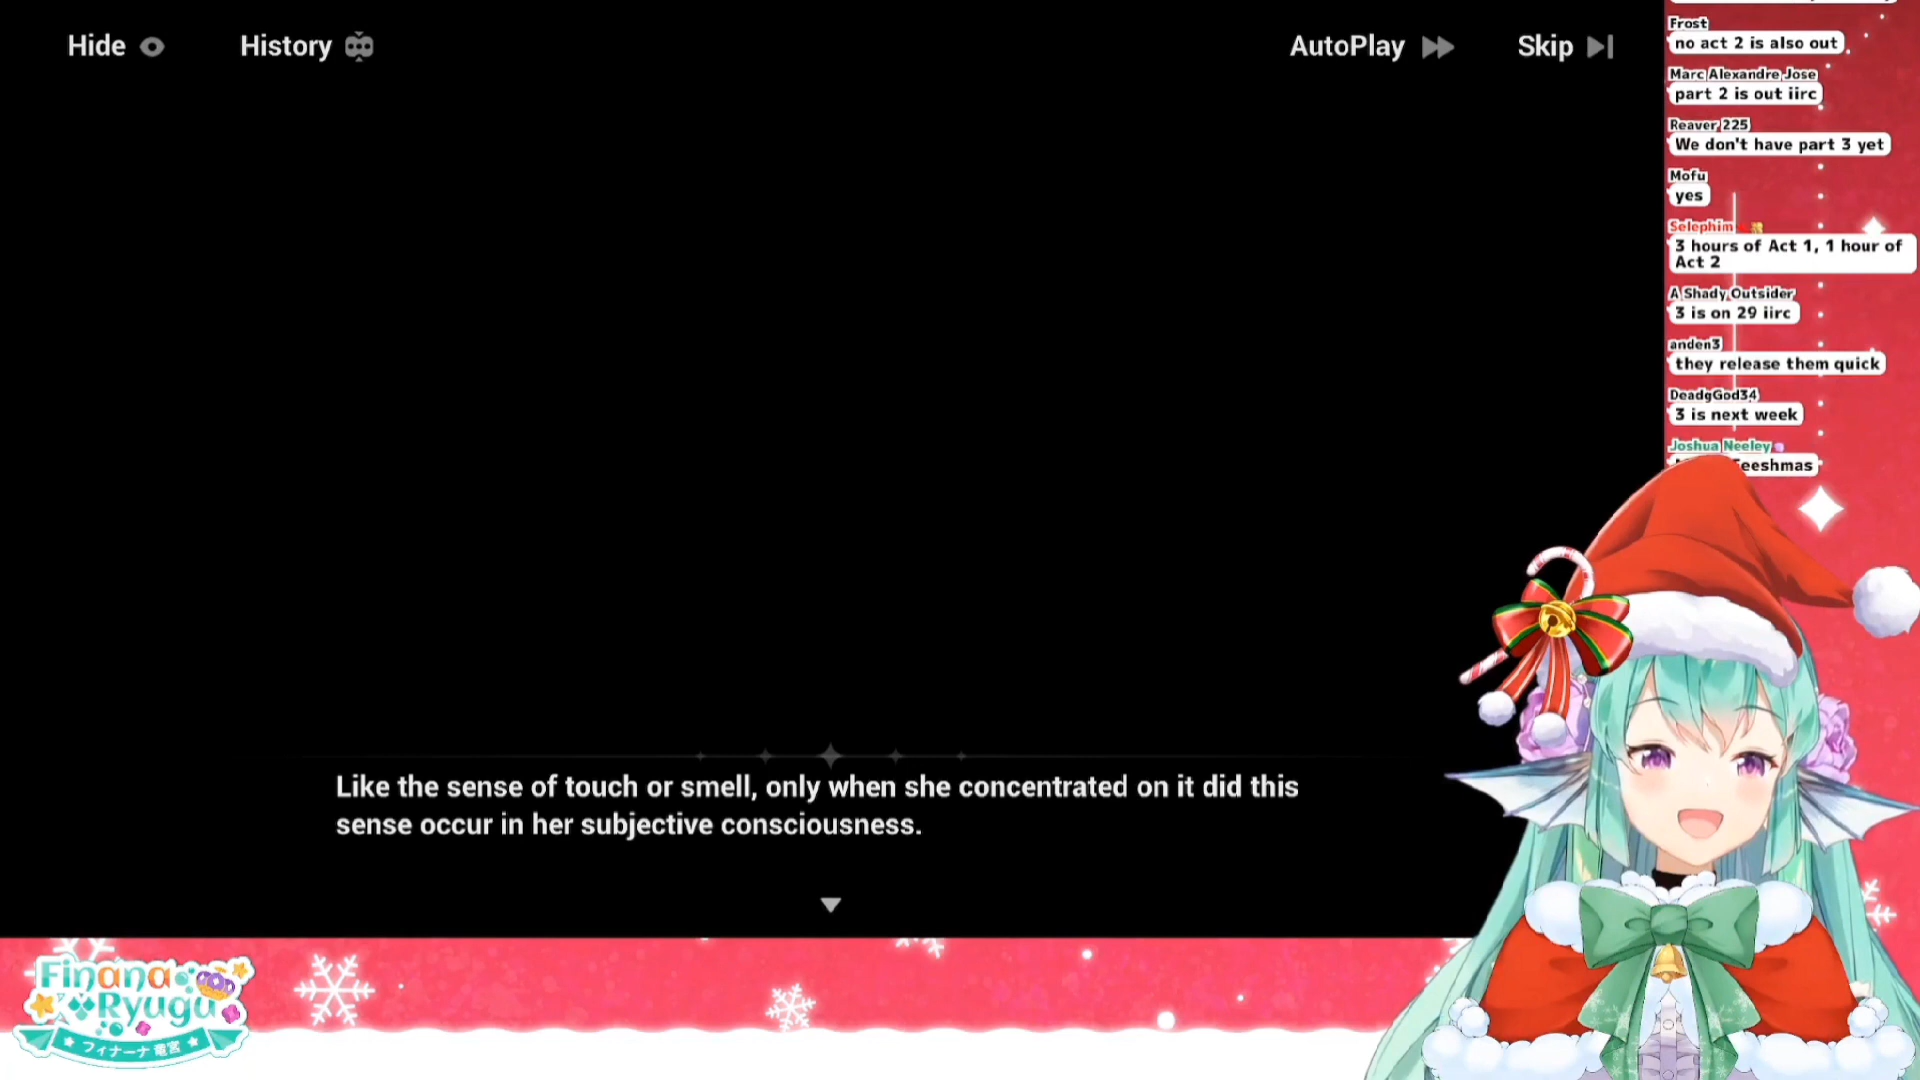 Hide
History
AutoPlay
Skip
Frost
no act 2 is also out
Marc Alexandre Jose
part 2 is out iirc
Reaver 225
We don't have part 3 yet
Mofu
yes
Selephim
3 hours of Act 1, 1 hour of
Act 2
A Shady Outsider
3 is on 29 iirc
anden3
they release them quick
DeadgGod34
3 is next week
Joshua Neeley
Feeshmas
Like the sense of touch or smell, only when she concentrated on it did this
sense occur in her subjective consciousness.
Finana
Ryugu
フィナーナ竜宮